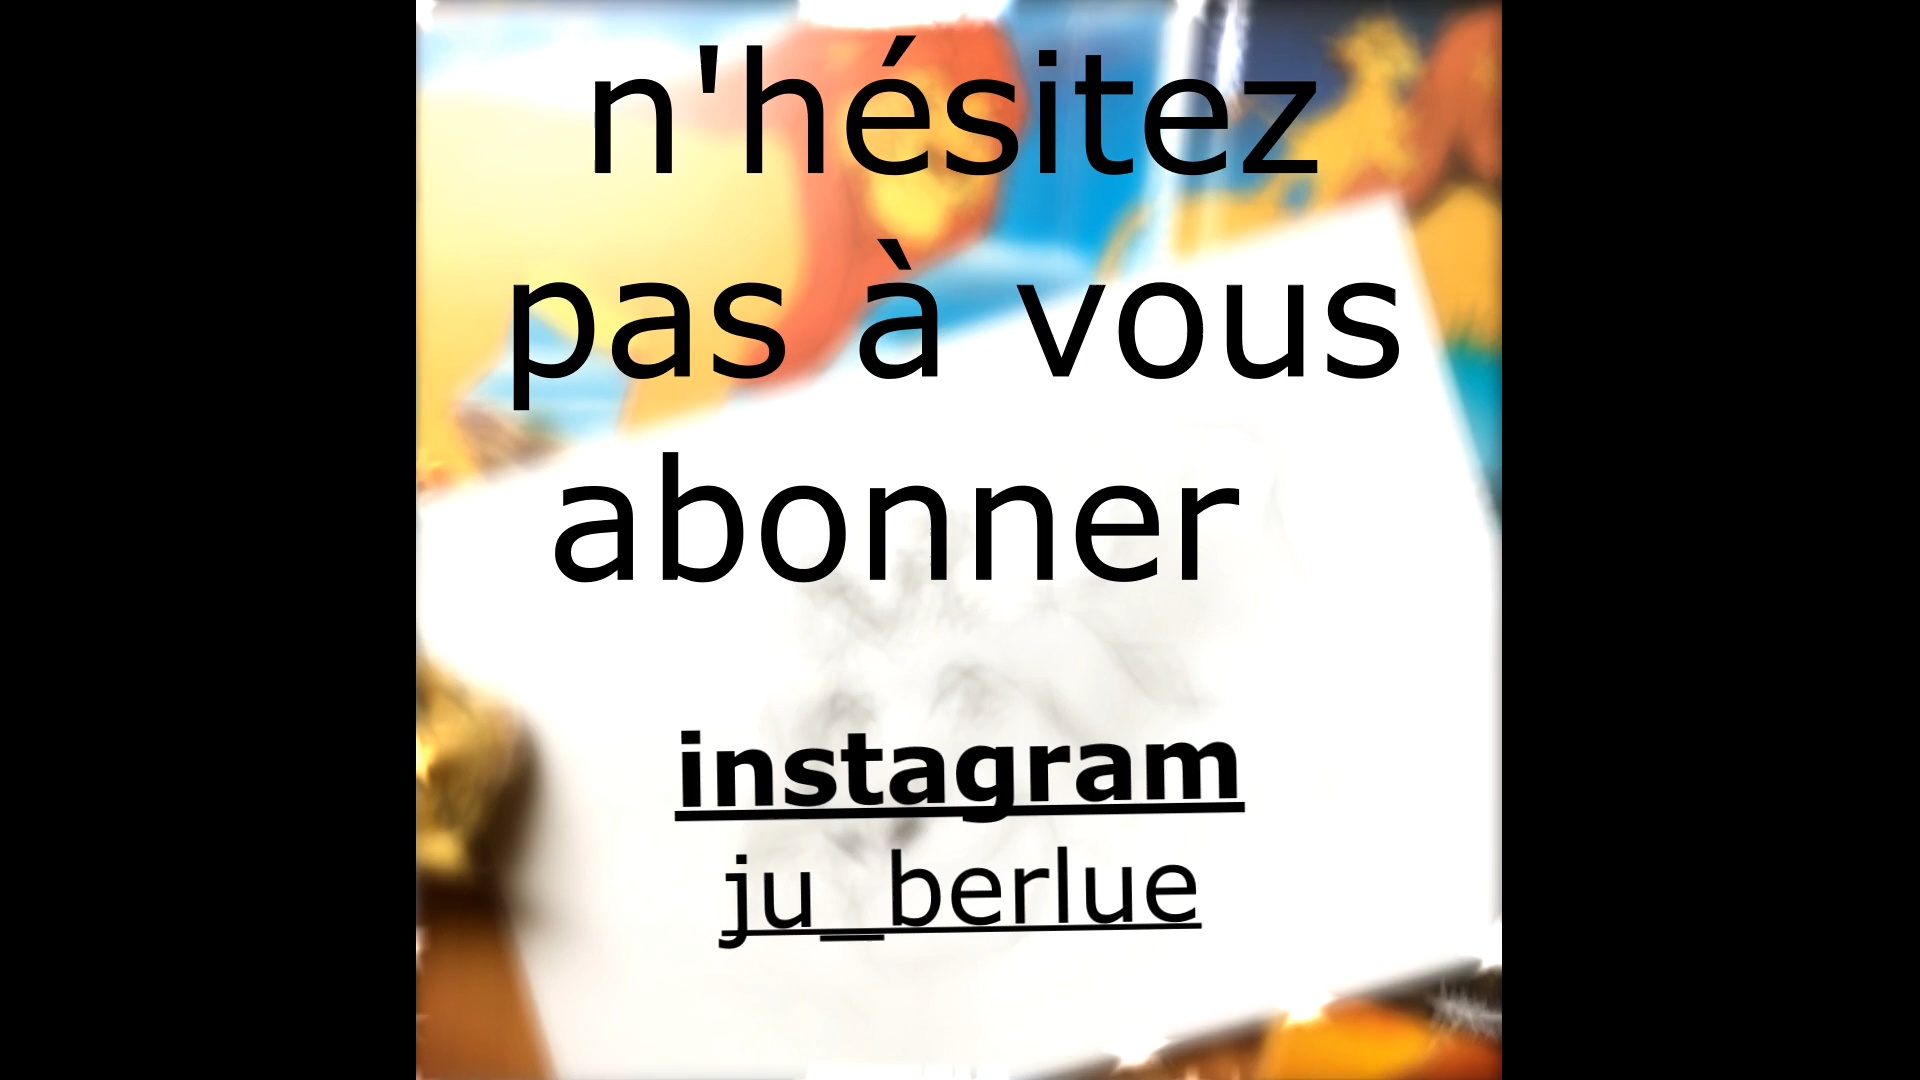 n'hésitez
pas à vous
abonner
instagram
ju_berlue